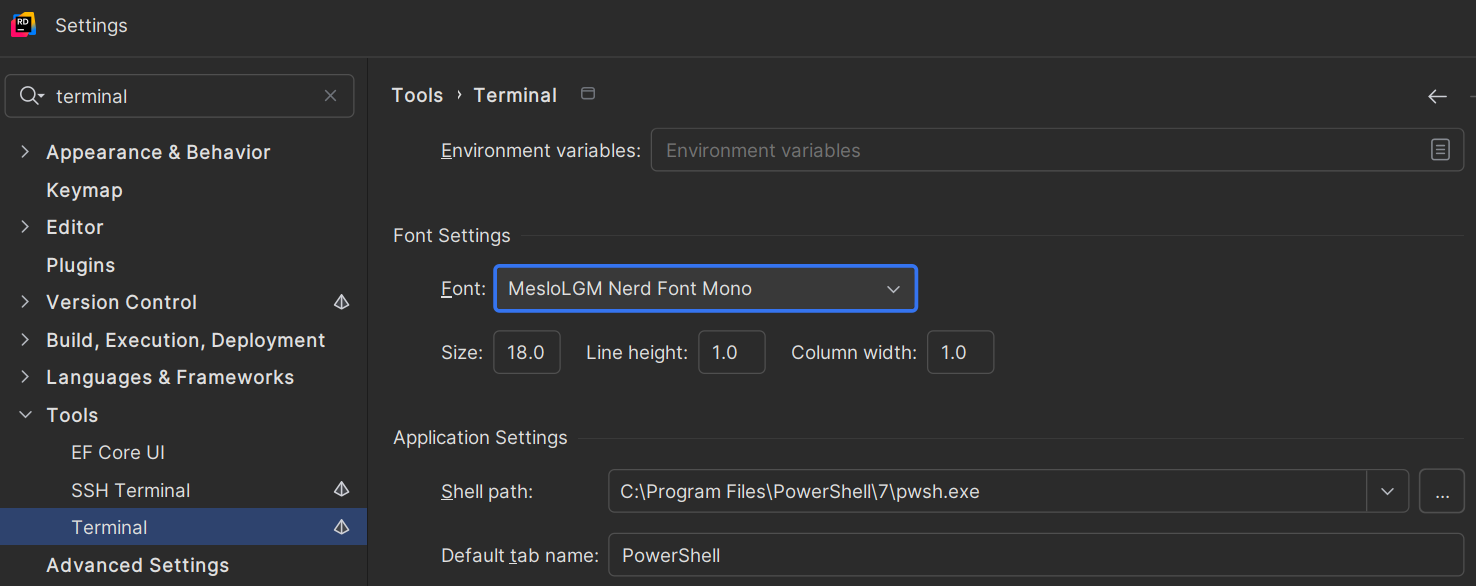 RD
Settings
terminal
Appearance & Behavior
Keymap
Editor
Plugins
Version Control
Build, Execution, Deployment
Languages & Frameworks
Tools
EF Core UI
SSH Terminal
Terminal
Advanced Settings
Tools › Terminal
Environment variables: Environment variables
Font Settings
Font: MesloLGM Nerd Font Mono
Size: 18.0 Line height: 1.0 Column width: 1.0
Application Settings
Shell path: C:\Program Files\PowerShell\7\pwsh.exe ...
Default tab name: PowerShell